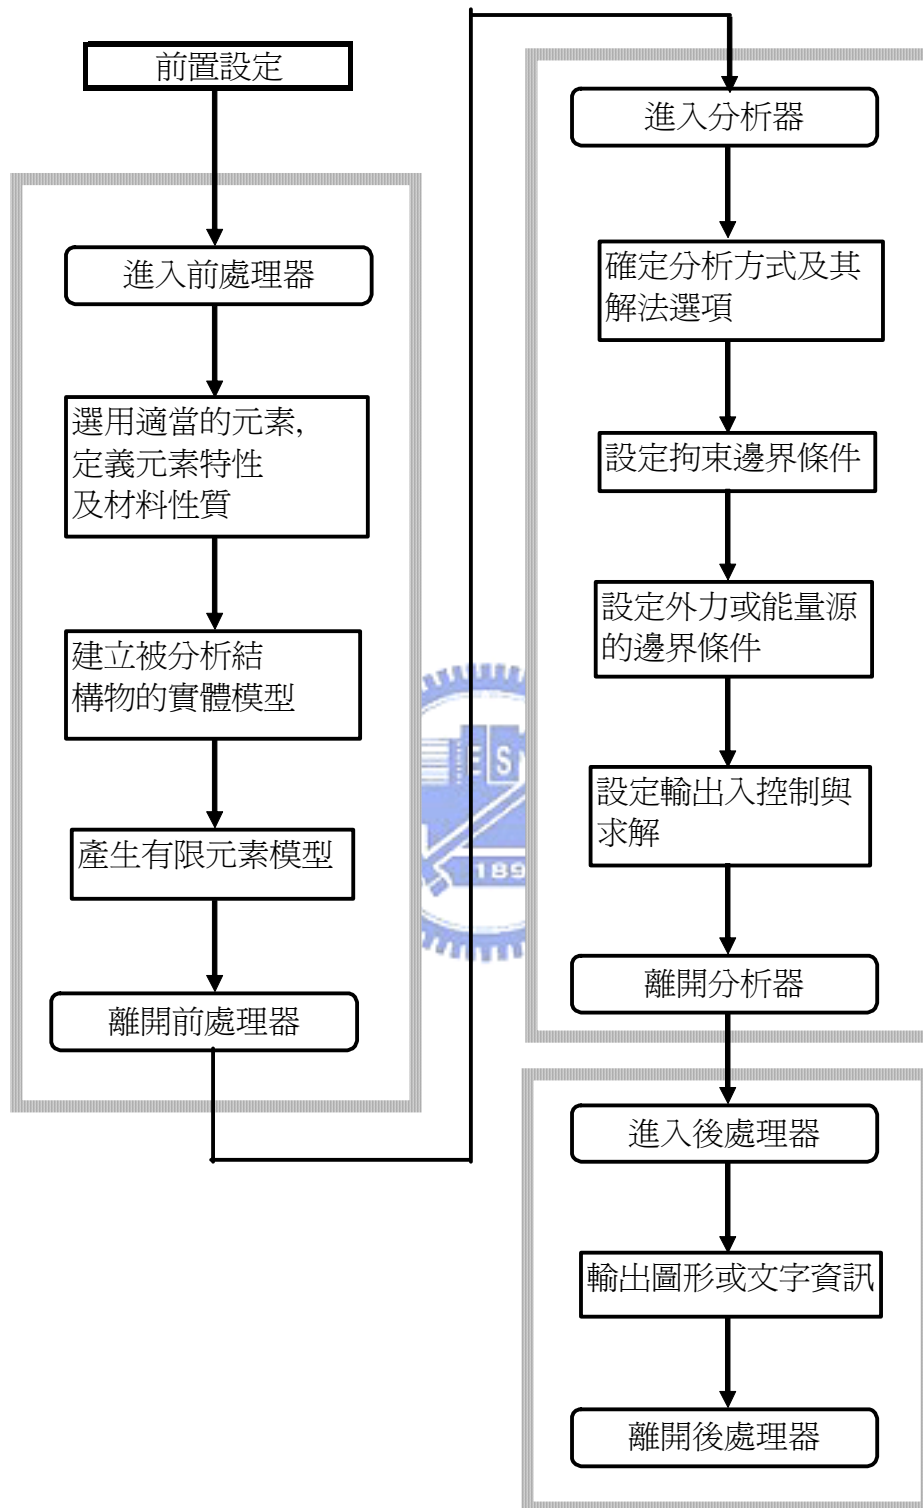 前置設定
進入前處理器
選用適當的元素,
定義元素特性
及材料性質
建立被分析結
構物的實體模型
產生有限元素模型
離開前處理器
進入分析器
確定分析方式及其
解法選項
設定拘束邊界條件
設定外力或能量源
的邊界條件
設定輸出入控制與
求解
離開分析器
進入後處理器
輸出圖形或文字資訊
離開後處理器
ES
189